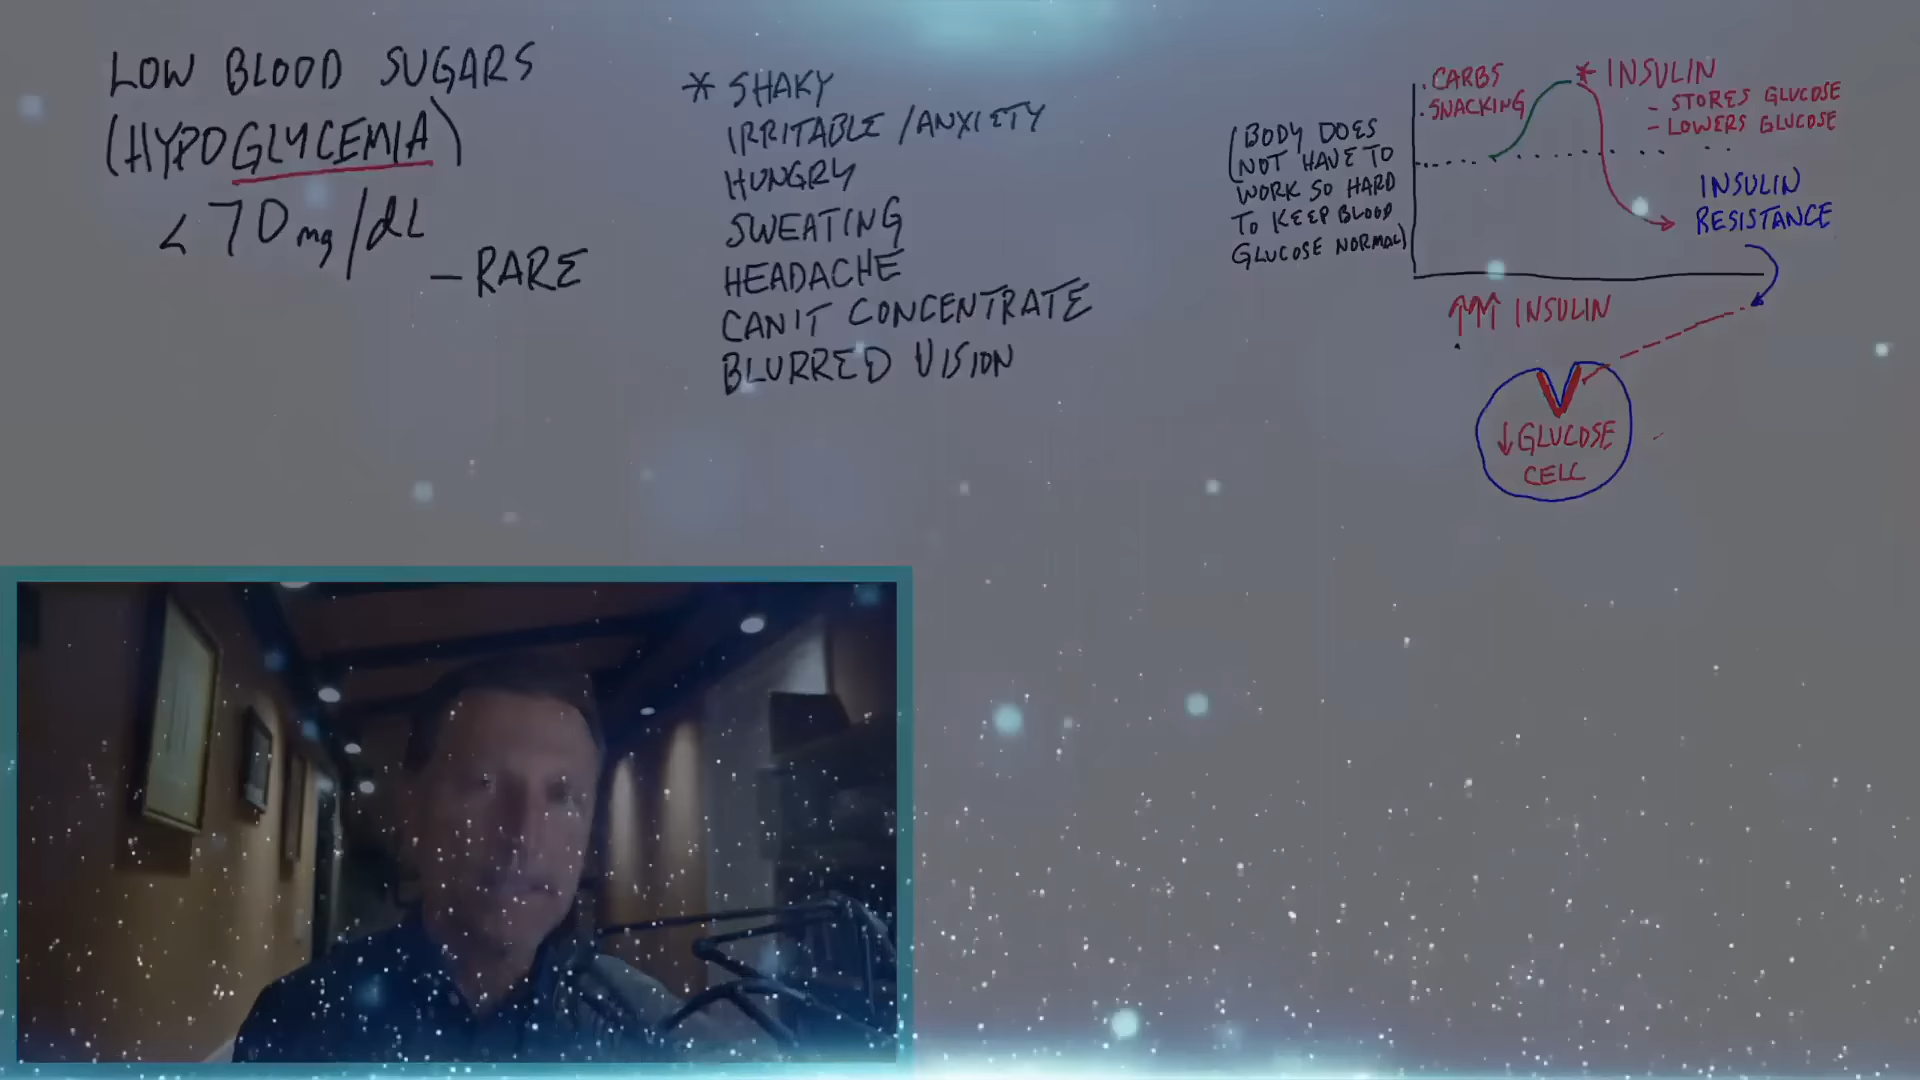 LOW BLOOD SUGARS
(HYPOGLYCEMIA)
< 70 mg/dL
- RARE
* SHAKY
IRRITABLE / ANXIETY
HUNGRY
SWEATING
HEADACHE
CAN'T CONCENTRATE
BLURRED VISION
(BODY DOES
NOT HAVE TO
WORK SO HARD
TO KEEP BLOOD
GLUCOSE NORMAL)
. CARBS
. SNACKING
* INSULIN
- STORES GLUCOSE
- LOWERS GLUCOSE
INSULIN
RESISTANCE
↑↑↑ INSULIN
↓ GLUCOSE
CELL